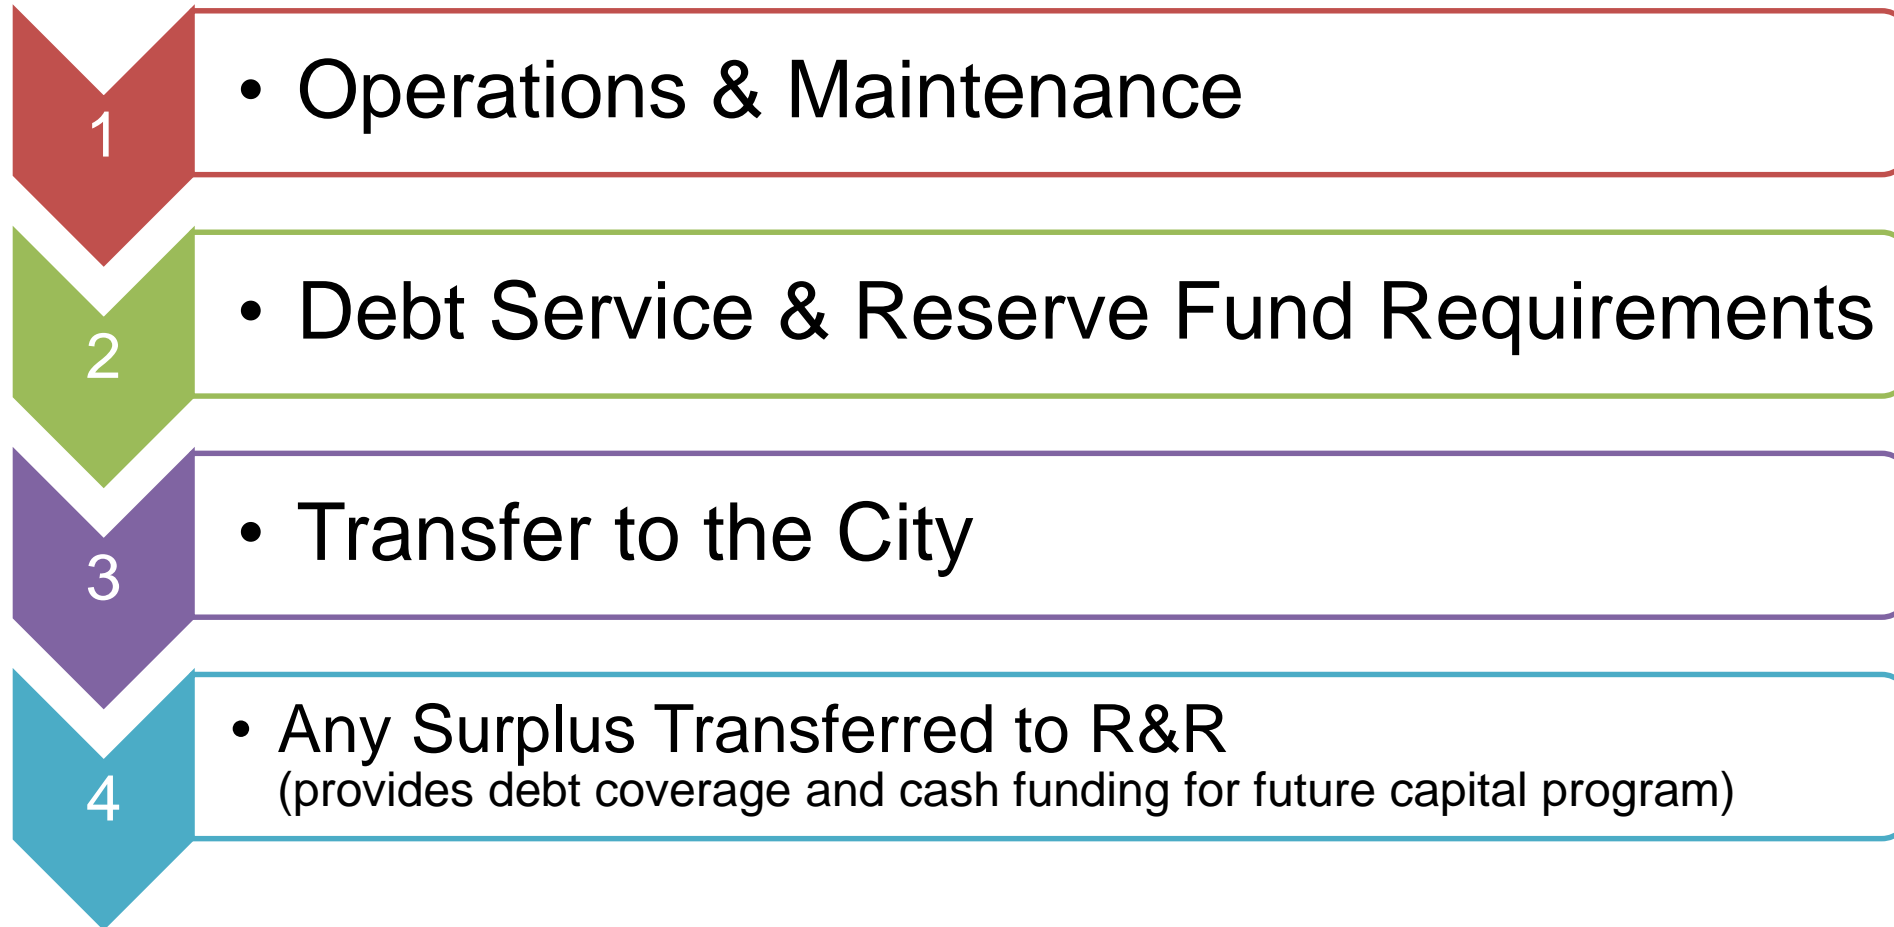 1
• Operations & Maintenance
2
• Debt Service & Reserve Fund Requirements
3
• Transfer to the City
4
• Any Surplus Transferred to R&R
(provides debt coverage and cash funding for future capital program)